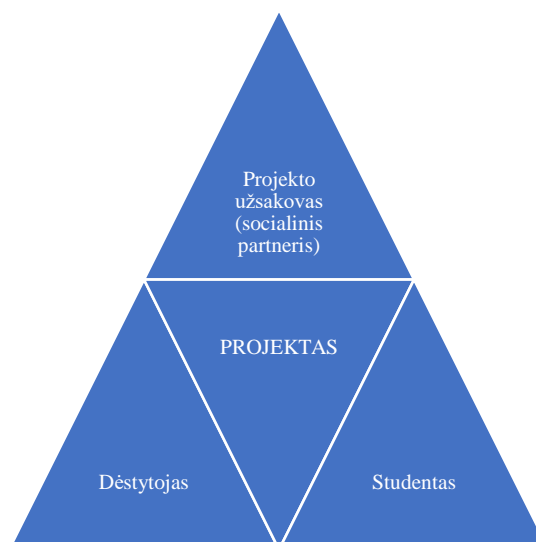 Projekto
užsakovas
(socialinis
partneris)
PROJEKTAS
Dėstytojas
Studentas